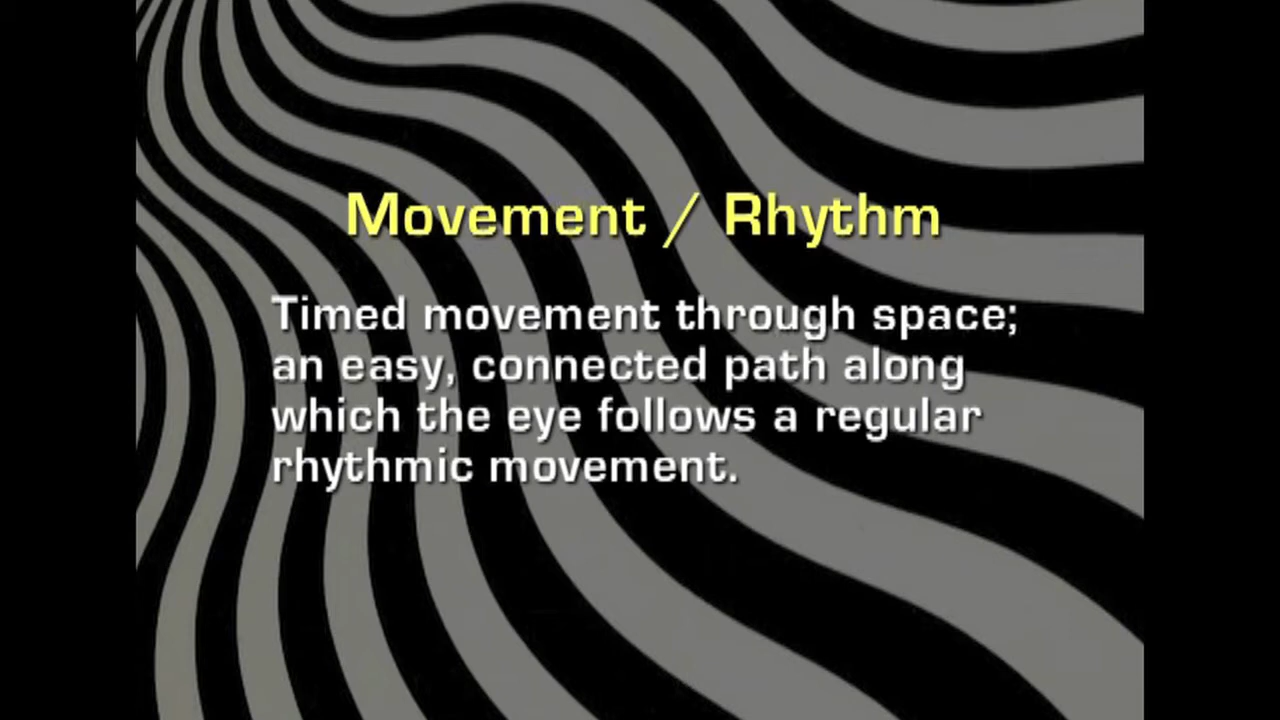 Movement / Rhythm
Timed movement through space;
an easy, connected path along
which the eye follows a regular
rhythmic movement.